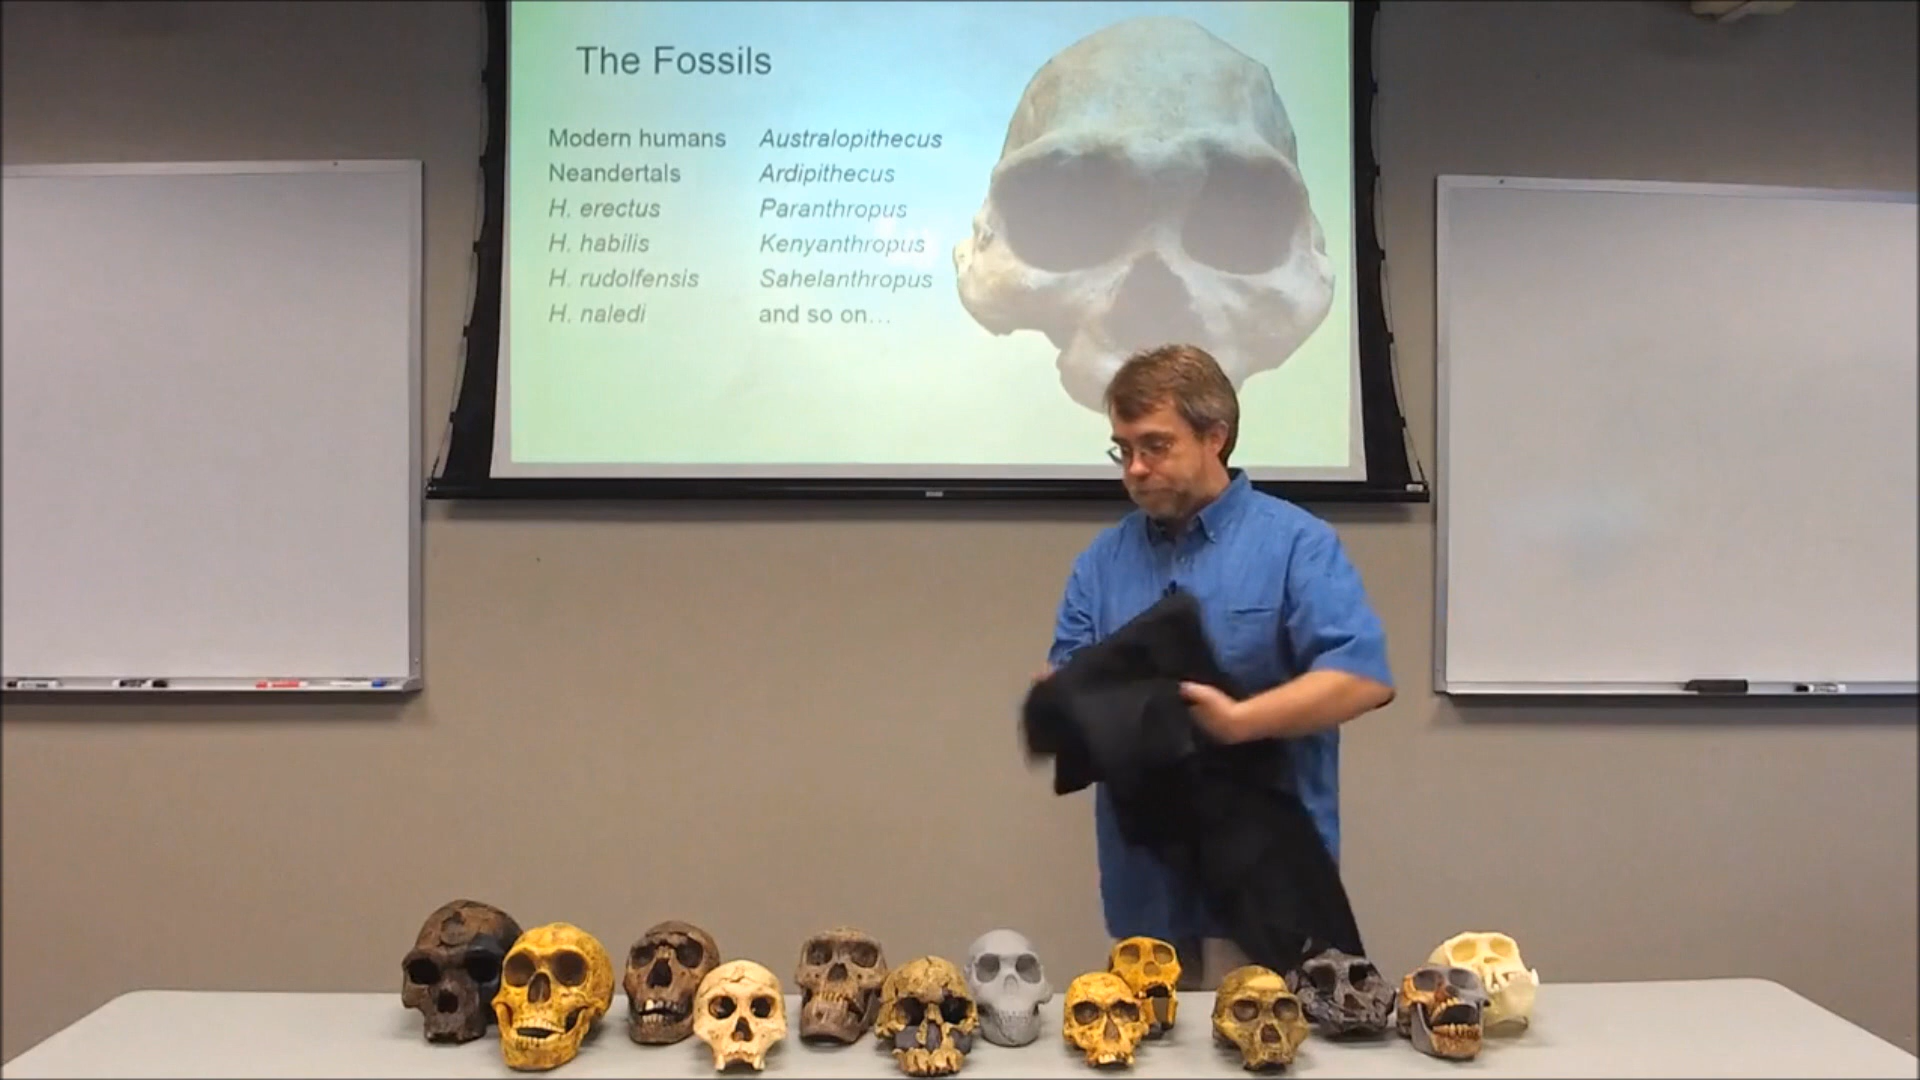 The Fossils
Modern humans
Neandertals
H. erectus
H. habilis
H. rudolfensis
H. naledi
Australopithecus
Ardipithecus
Paranthropus
Kenyanthropus
Sahelanthropus
and so on…